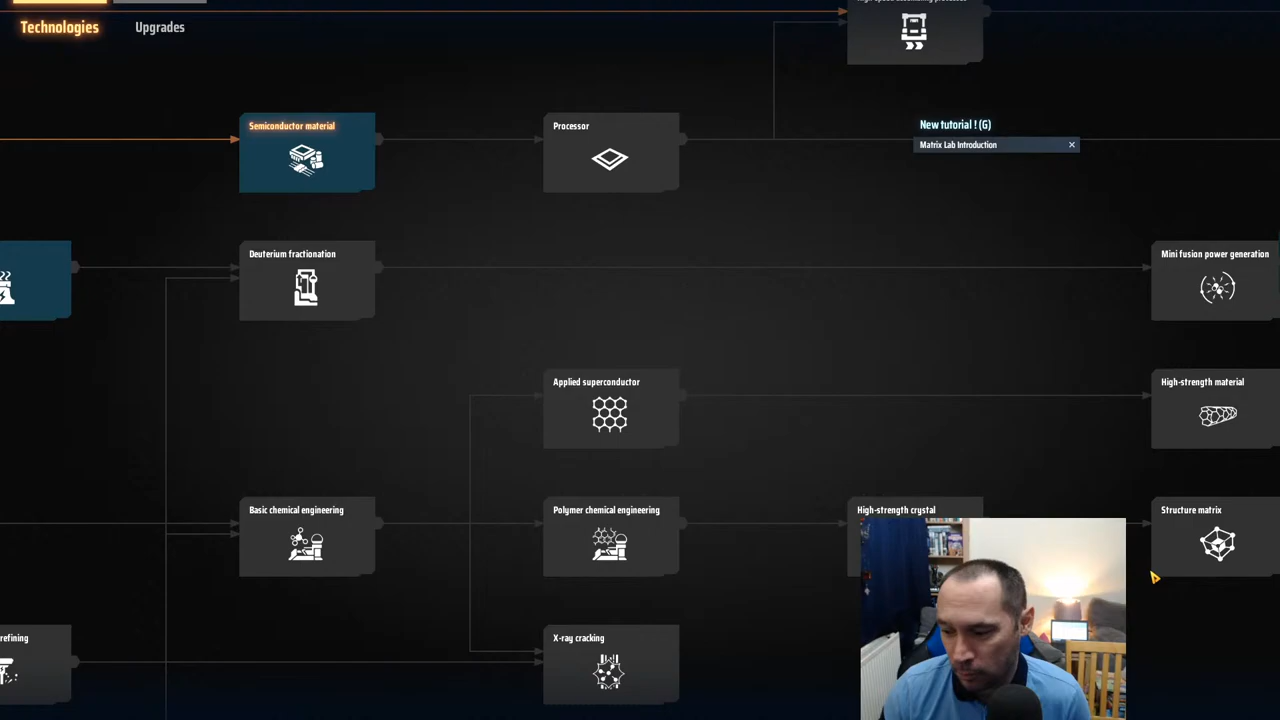 Technologies
Upgrades
Semiconductor material
Processor
New tutorial ! (G)
Matrix Lab Introduction
Deuterium fractionation
Mini fusion power generation
Applied superconductor
High-strength material
Basic chemical engineering
Polymer chemical engineering
High-strength crystal
Structure matrix
refining
X-ray cracking